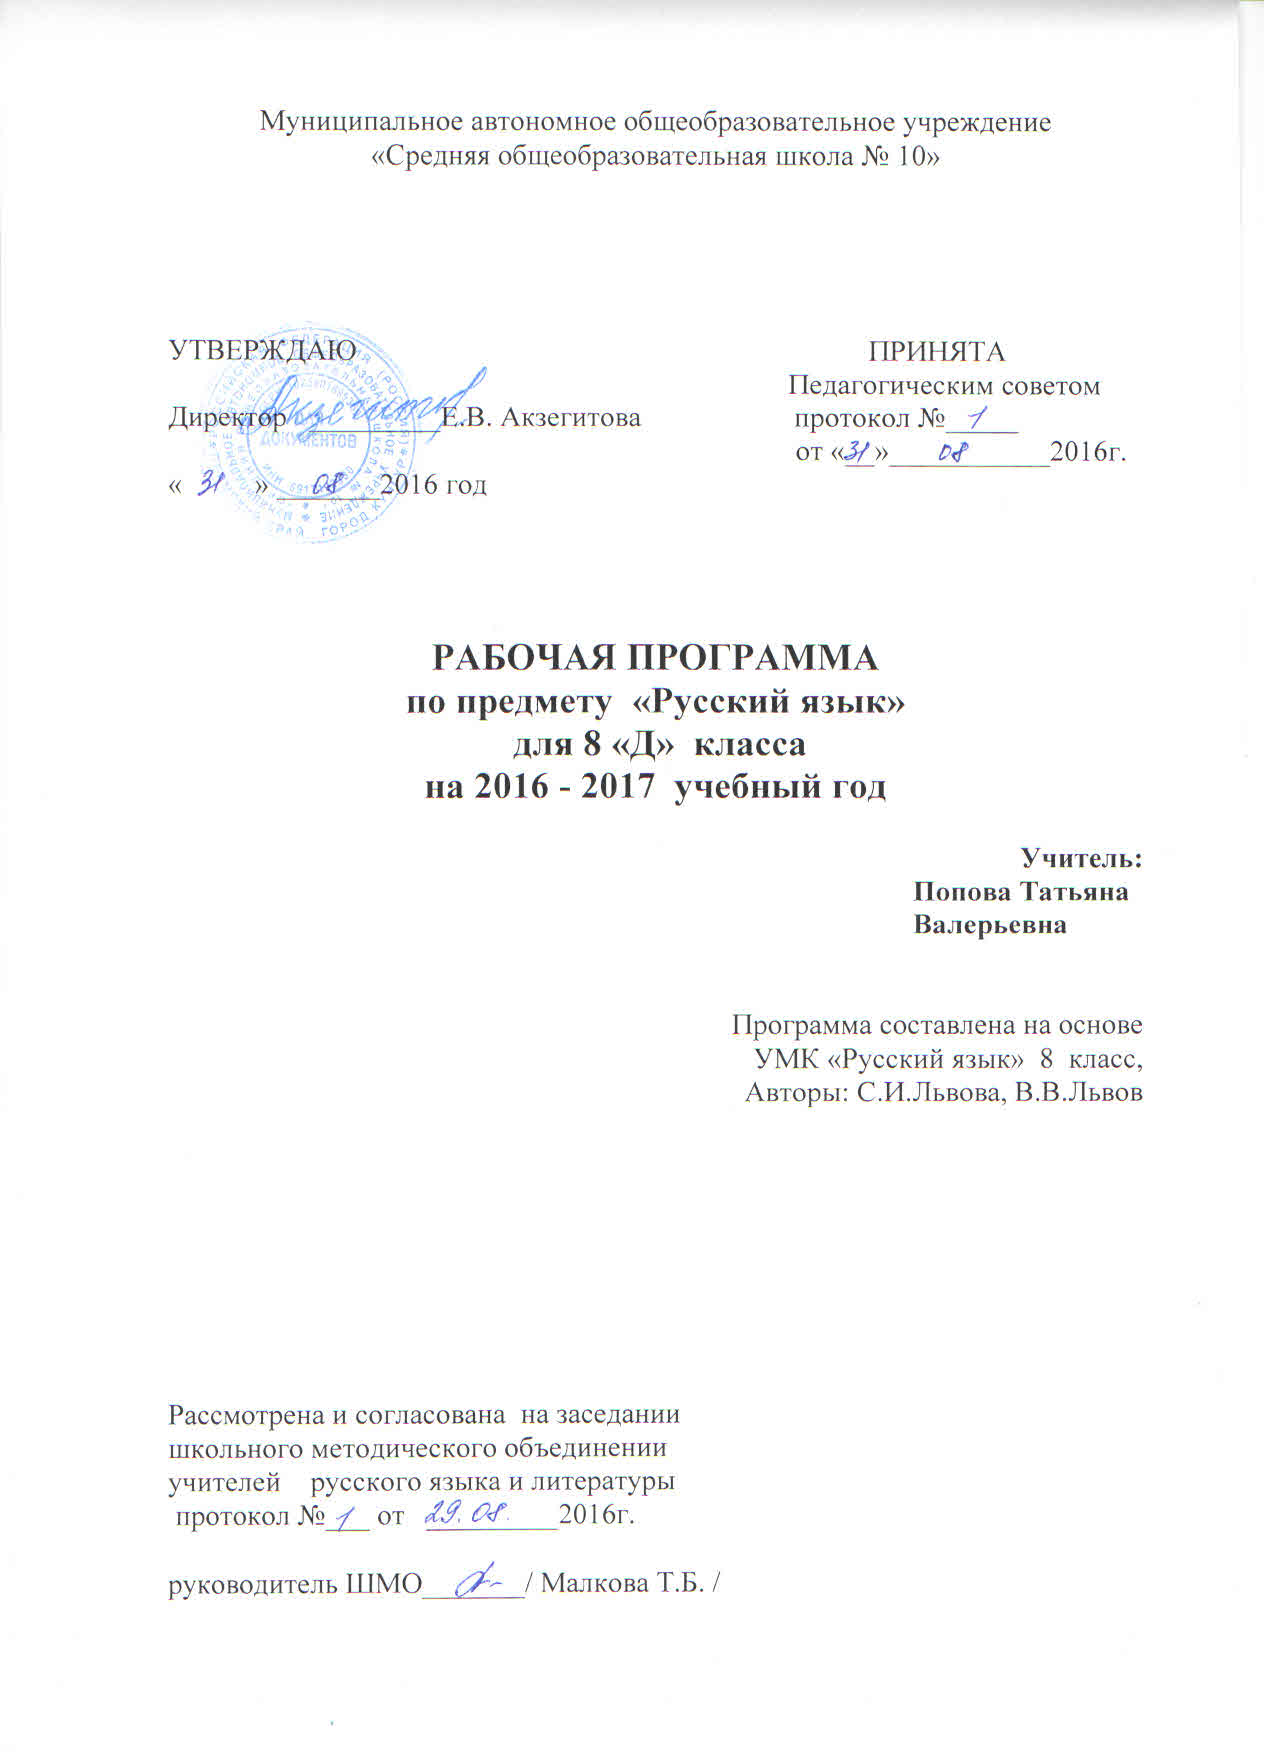 Муниципальное автономное общеобразовательное учреждение
«Средняя общеобразовательная школа № 10»
УТВЕРЖДАЮ
Директор Акзегитова Е.В. Акзегитова
« 31 » 08 2016 год
ДОКУМЕНТОВ
ПРИНЯТА
Педагогическим советом
протокол № 1
от «31» 08 2016г.
РАБОЧАЯ ПРОГРАММА
по предмету «Русский язык»
для 8 «Д» класса
на 2016 - 2017 учебный год
Учитель:
Попова Татьяна
Валерьевна
Программа составлена на основе
УМК «Русский язык» 8 класс,
Авторы: С.И.Львова, В.В.Львов
Рассмотрена и согласована на заседании
школьного методического объединении
учителей русского языка и литературы
протокол № 1 от 29.08. 2016г.
руководитель ШМО / Малкова Т.Б. /